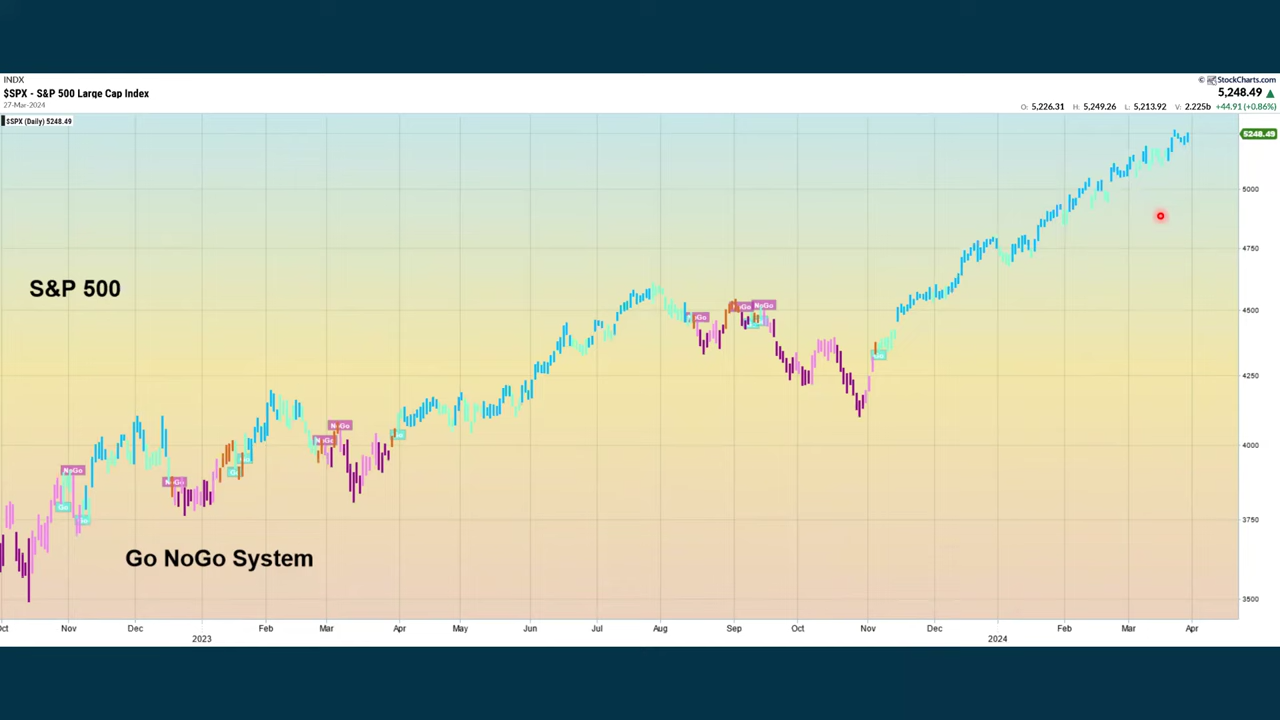 INDX
© StockCharts.com
$SPX - S&P 500 Large Cap Index
5,248.49 ▲
27-Mar-2024
O: 5,226.31 H: 5,249.26 L: 5,213.92 V: 2.225b +44.91 (+0.86%)
$SPX (Daily) 5248.49
5248.49
5000
4750
S&P 500
4500
NoGo
NoGo
4250
4000
NoGo
NoGo
NoGo
Go
Go
3750
Go NoGo System
3500
Nov Dec Feb Mar Apr May Jun Jul Aug Sep Oct Nov Dec Feb Mar Apr
2023 2024